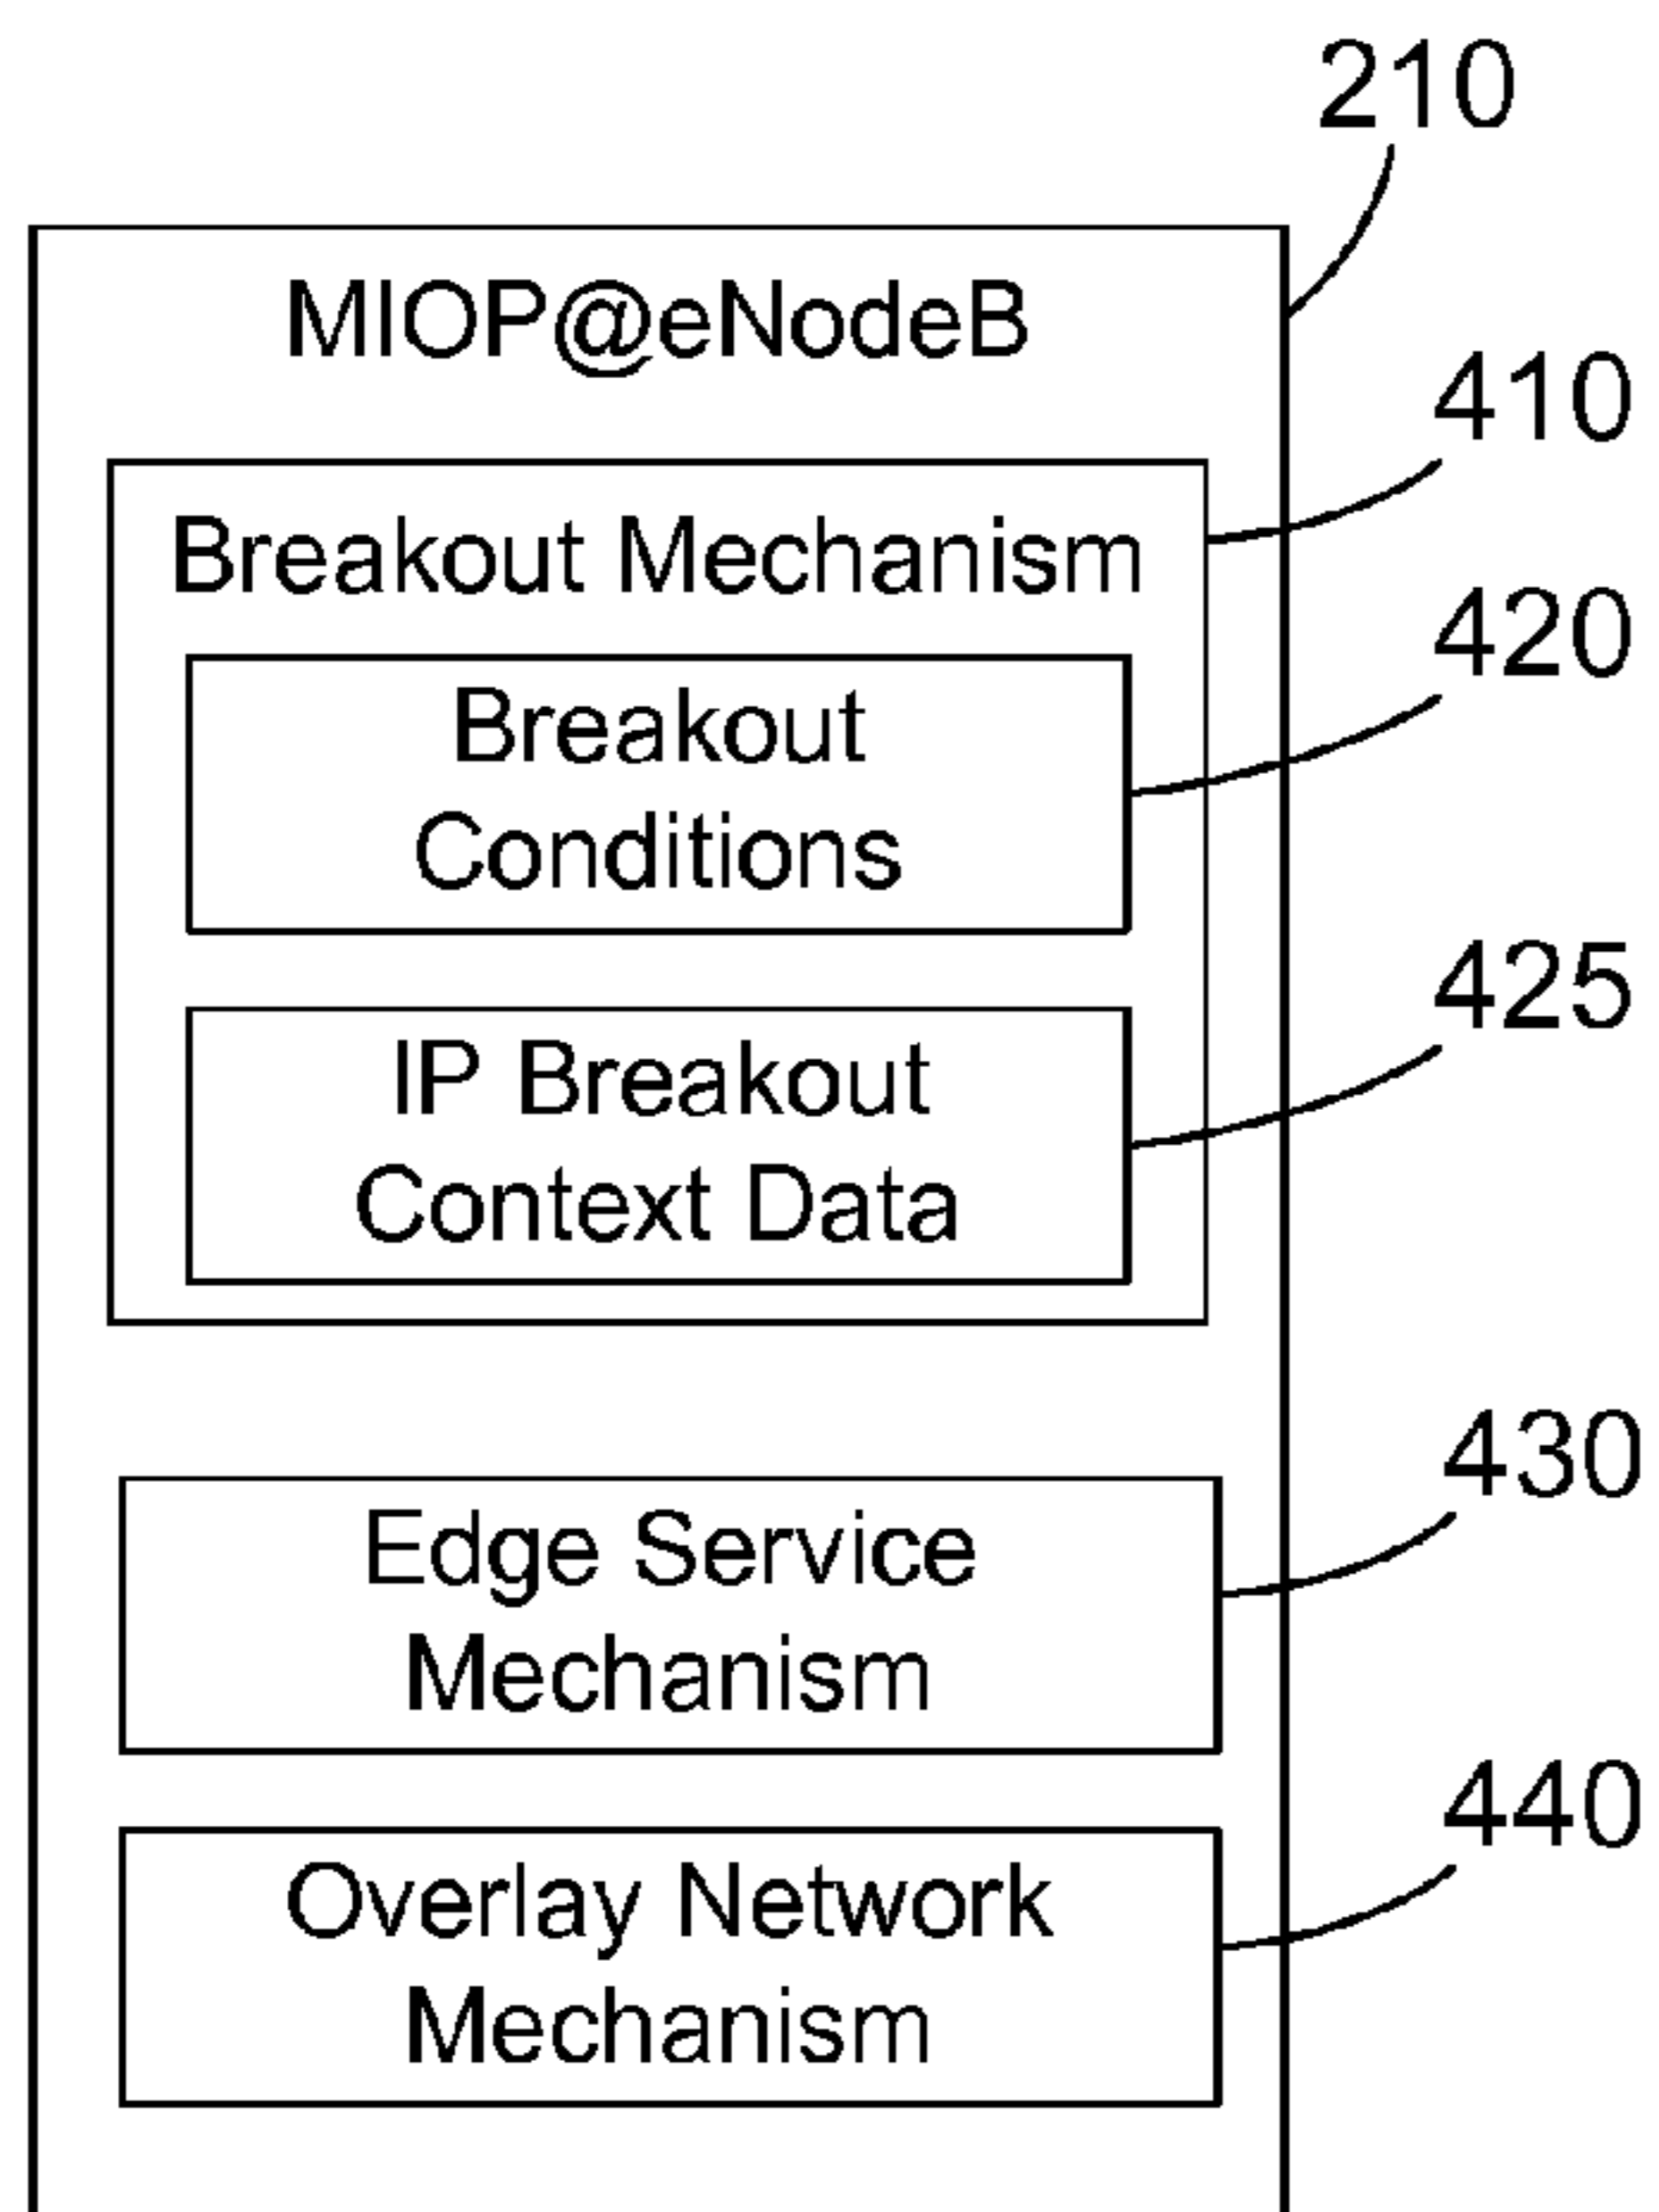 210
MIOP@eNodeB
410
Breakout Mechanism
420
Breakout
Conditions
425
IP Breakout
Context Data
430
Edge Service
Mechanism
440
Overlay Network
Mechanism